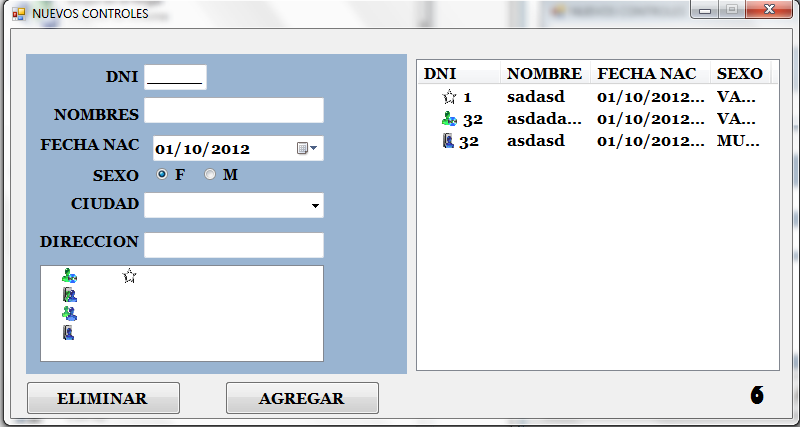 NUEVOS CONTROLES
DNI ______
NOMBRES
FECHA NAC 01/10/2012
SEXO F M
CIUDAD
DIRECCION
ELIMINAR AGREGAR
DNI NOMBRE FECHA NAC SEXO
1 sadasd 01/10/2012... VA...
32 asdada... 01/10/2012... VA...
32 asdasd 01/10/2012... MU...
6